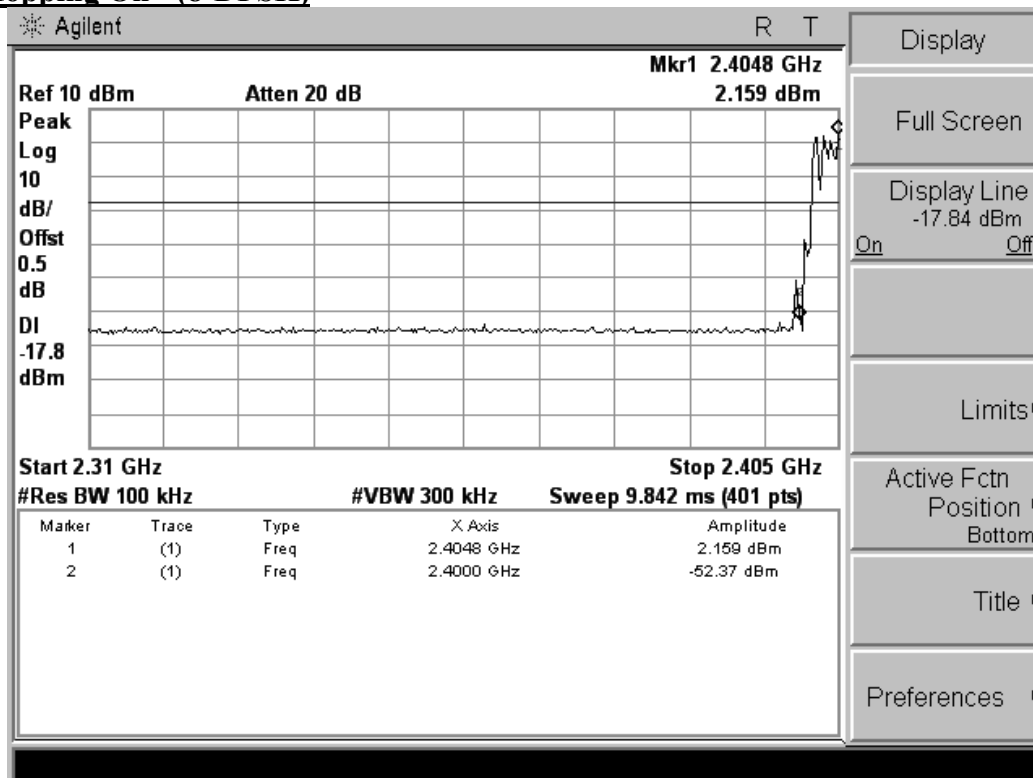 Agilent R T
Mkr1 2.4048 GHz
Ref 10 dBm Atten 20 dB 2.159 dBm
Peak
Log
10
dB/
Offst
0.5
dB
DI
-17.8
dBm
Start 2.31 GHz Stop 2.405 GHz
#Res BW 100 kHz #VBW 300 kHz Sweep 9.842 ms (401 pts)
Marker Trace Type X Axis Amplitude
1 (1) Freq 2.4048 GHz 2.159 dBm
2 (1) Freq 2.4000 GHz -52.37 dBm
Display
Full Screen
Display Line
-17.84 dBm
On Off
Limits
Active Fctn
Position
Bottom
Title
Preferences